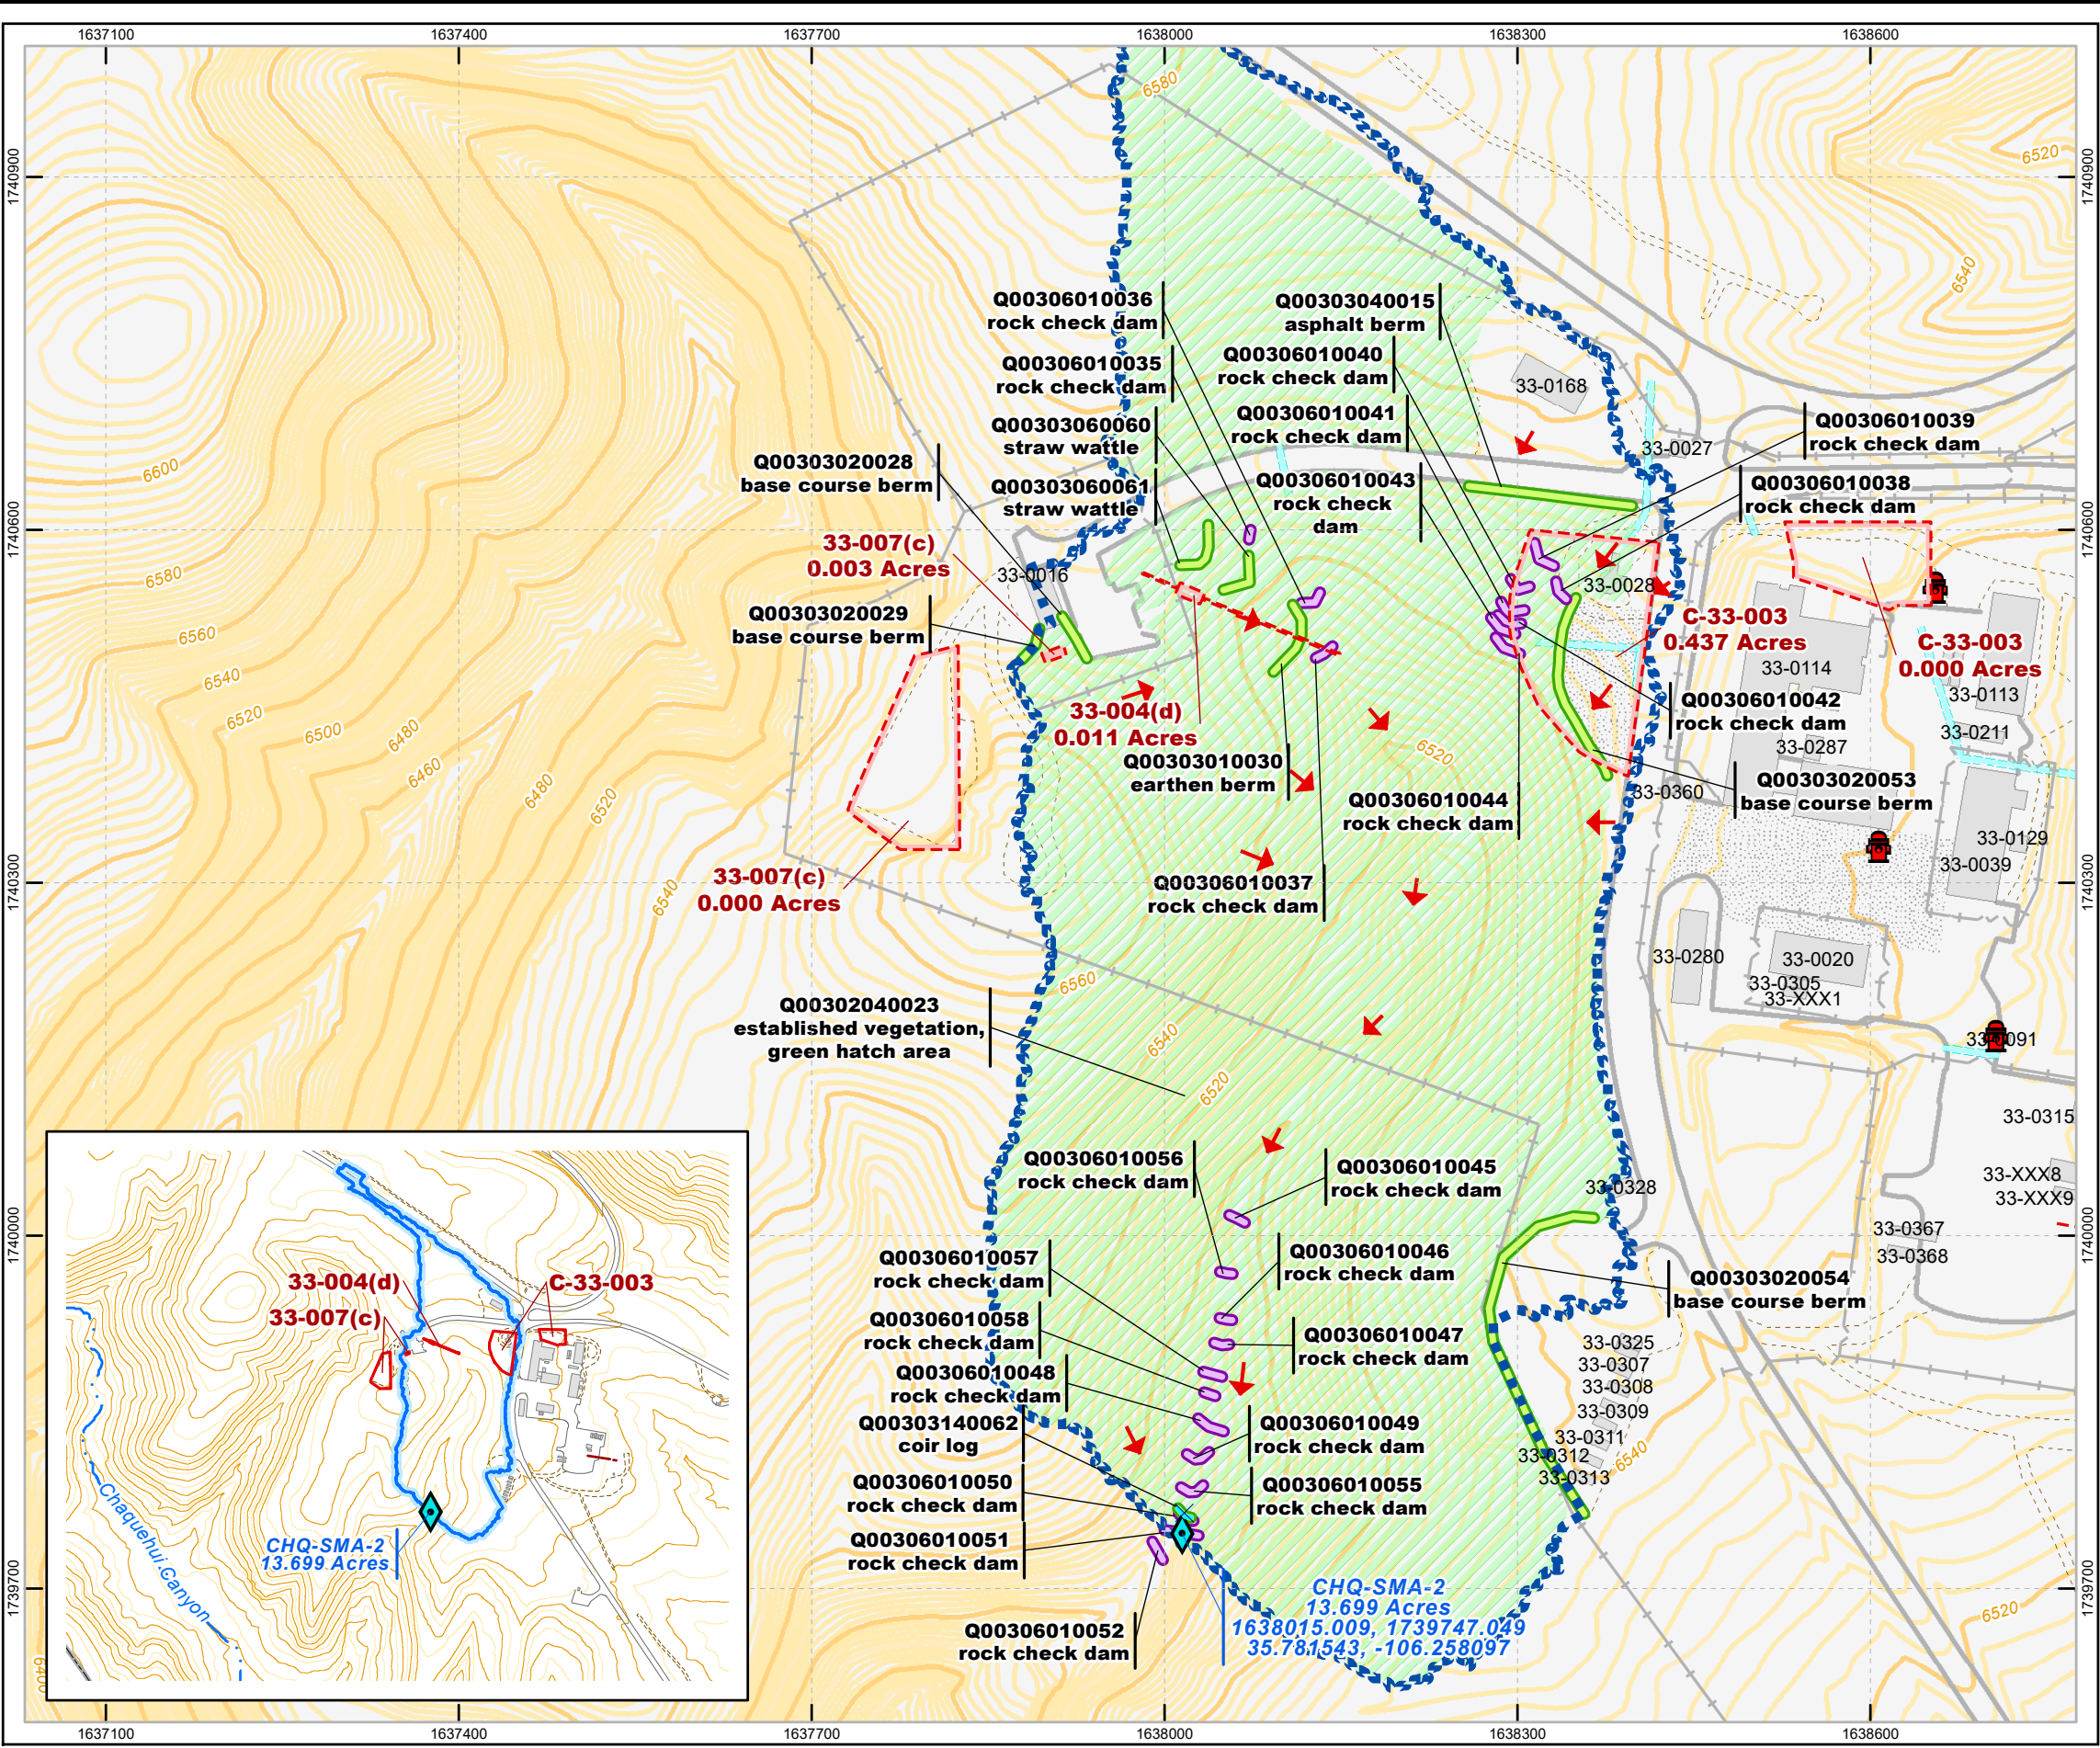 1637100
1637400
1637700
1638000
1638300
1638600
1740900
1740900
6580
6520
6540
Q00306010036
rock check dam
Q00303040015
asphalt berm
Q00306010035
rock check dam
Q00306010040
rock check dam
33-0168
Q00303060060
straw wattle
Q00306010041
rock check dam
Q00306010039
rock check dam
33-0027
Q00303020028
base course berm
Q00303060061
straw wattle
Q00306010043
rock check
dam
Q00306010038
rock check dam
6600
1740600
1740600
33-007(c)
0.003 Acres
33-0016
33-0028
6580
Q00303020029
base course berm
C-33-003
0.437 Acres
C-33-003
0.000 Acres
6560
6540
6520
6500
6480
6460
6480
6520
33-0114
33-0113
33-004(d)
0.011 Acres
Q00306010042
rock check dam
33-0211
33-0287
6520
Q00303010030
earthen berm
Q00306010044
rock check dam
33-0360
Q00303020053
base course berm
33-0129
33-0039
33-007(c)
0.000 Acres
6540
Q00306010037
rock check dam
1740300
1740300
33-0280
33-0020
33-0305
33-XXX1
6560
Q00302040023
established vegetation,
green hatch area
6540
6520
33-0091
33-0315
Q00306010056
rock check dam
Q00306010045
rock check dam
33-0328
33-XXX8
33-XXX9
1740000
1740000
33-0367
33-0368
Q00306010057
rock check dam
Q00306010046
rock check dam
Q00303020054
base course berm
Q00306010058
rock check dam
Q00306010047
rock check dam
33-0325
33-0307
33-0308
33-0309
33-0311
33-0312
33-0313
6540
Q00306010048
rock check dam
Q00303140062
coir log
Q00306010049
rock check dam
Q00306010050
rock check dam
Q00306010055
rock check dam
Q00306010051
rock check dam
Q00306010052
rock check dam
CHQ-SMA-2
13.699 Acres
1638015.009, 1739747.049
35.781543, -106.258097
1739700
1739700
6520
33-004(d)
33-007(c)
C-33-003
Chaquehui Canyon
CHQ-SMA-2
13.699 Acres
1637100
1637400
1637700
1638000
1638300
1638600